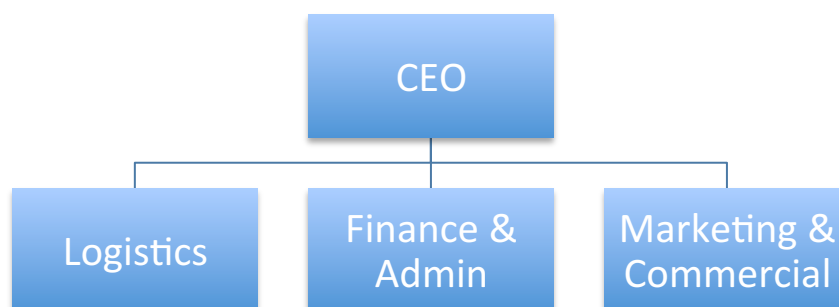 CEO
Logistics
Finance &
Admin
Marketing &
Commercial